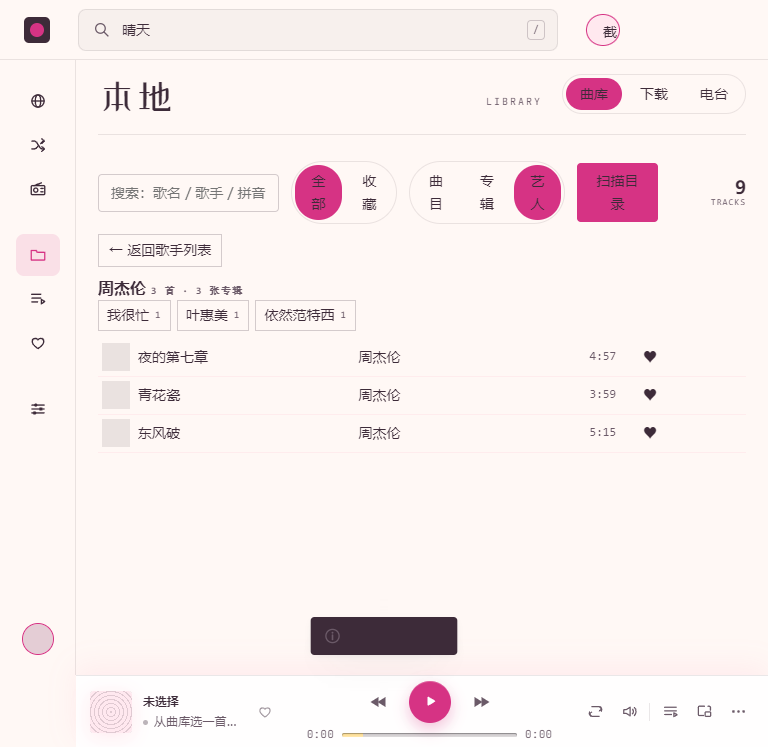 晴天
/
截
本地
LIBRARY
曲库
下载
电台
搜索: 歌名 / 歌手 / 拼音
全部
收藏
曲目
专辑
艺人
扫描目录
9
TRACKS
← 返回歌手列表
周杰伦 3 首 · 3 张专辑
我很忙 1
叶惠美 1
依然范特西 1
夜的第七章 周杰伦 4:57
青花瓷 周杰伦 3:59
东风破 周杰伦 5:15
未选择
从曲库选一首…
0:00
0:00